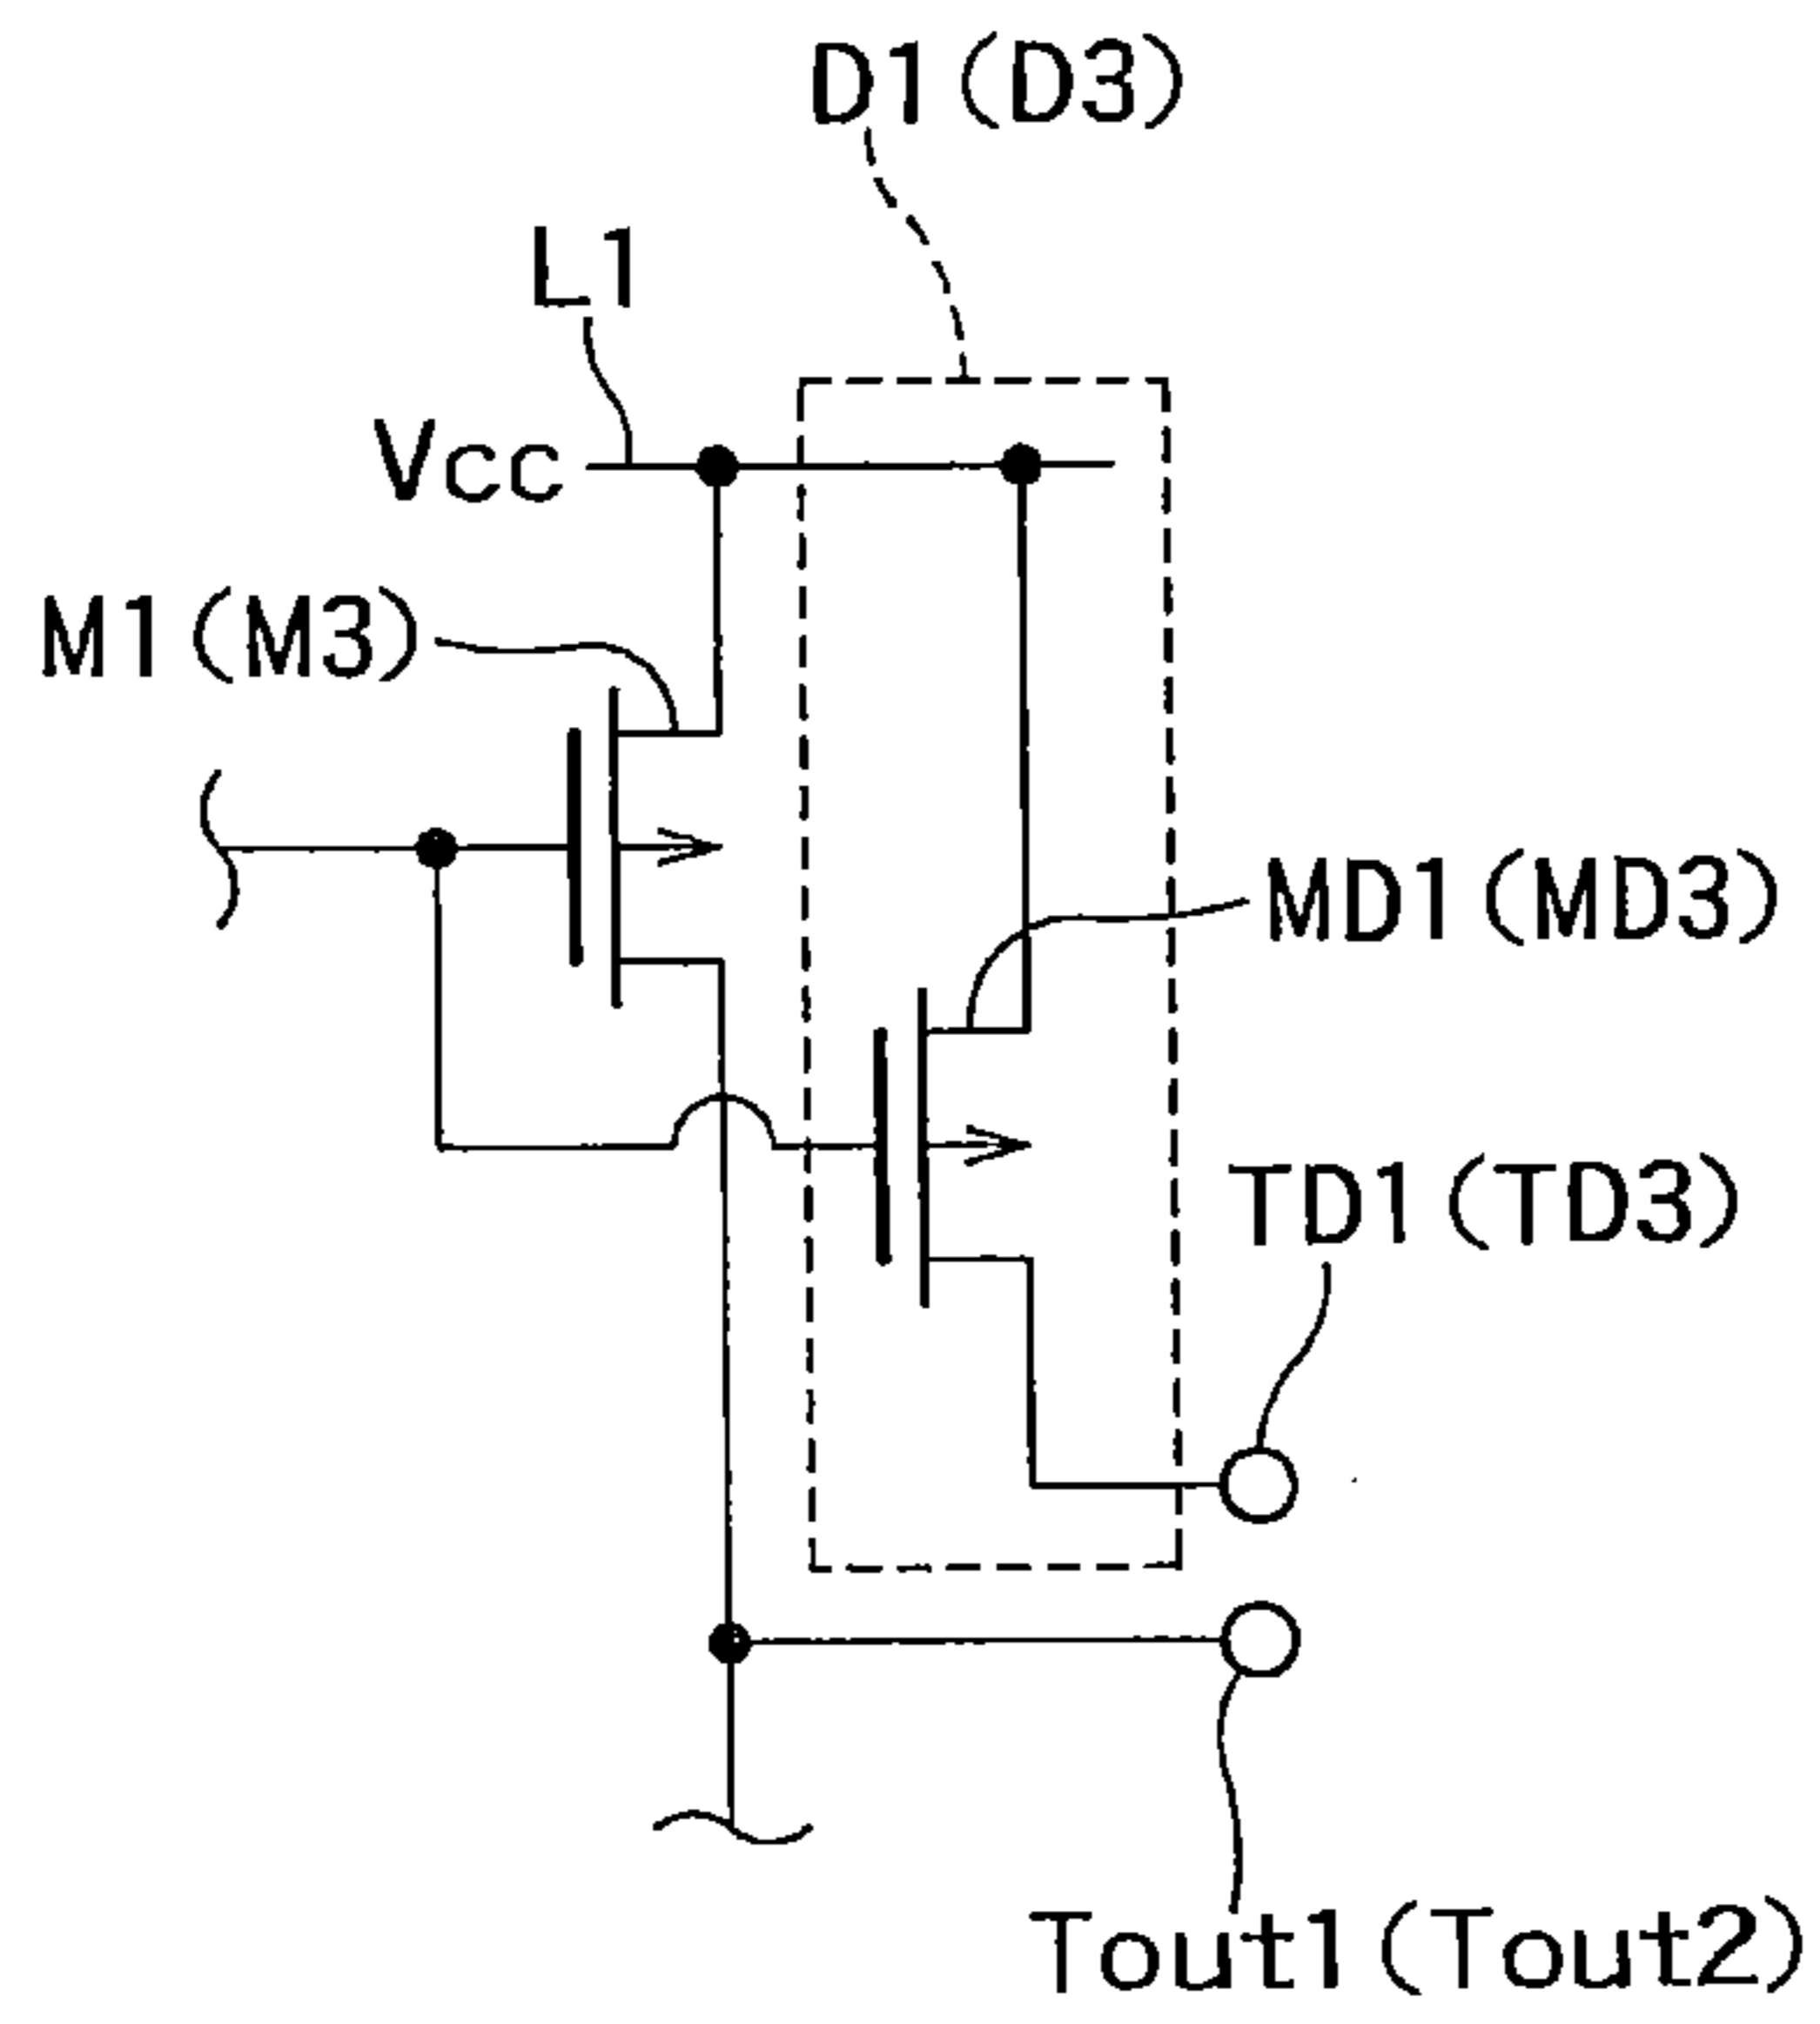 D1(D3)
L1
Vcc
M1(M3)
MD1(MD3)
TD1(TD3)
Tout1(Tout2)